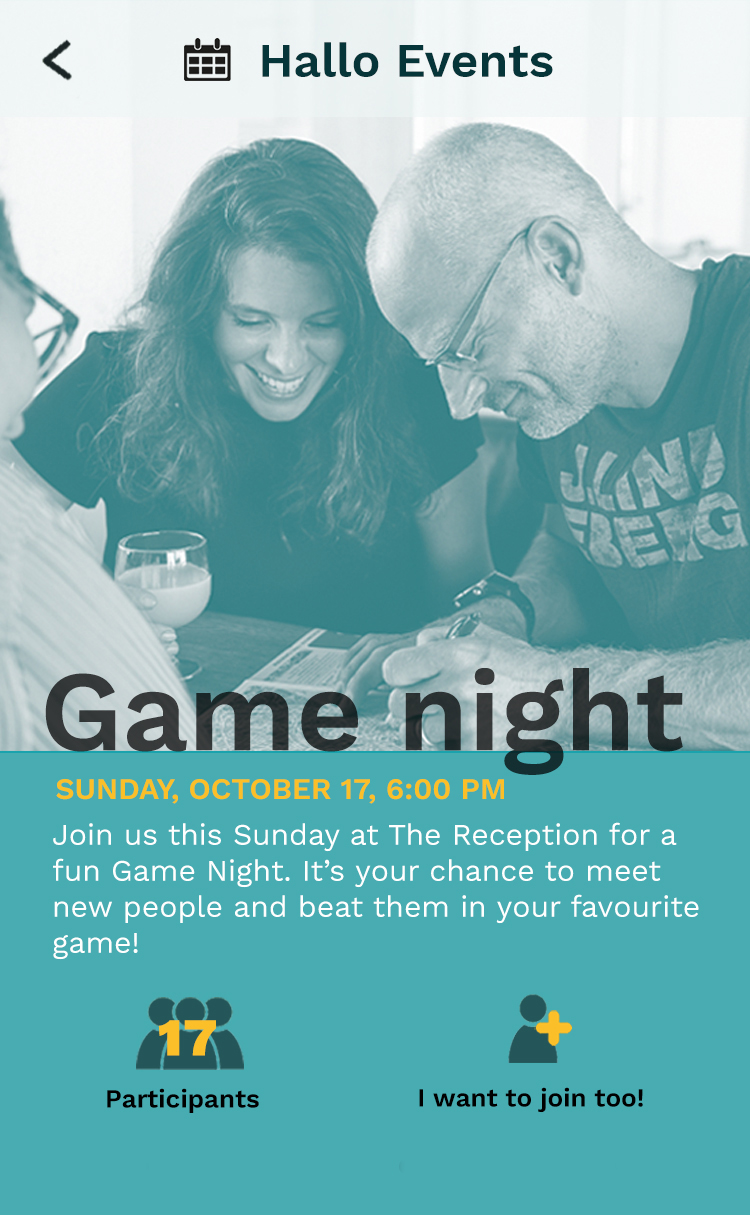 Hallo Events
Game night
SUNDAY, OCTOBER 17, 6:00 PM
Join us this Sunday at The Reception for a
fun Game Night. It’s your chance to meet
new people and beat them in your favourite
game!
17
Participants
I want to join too!